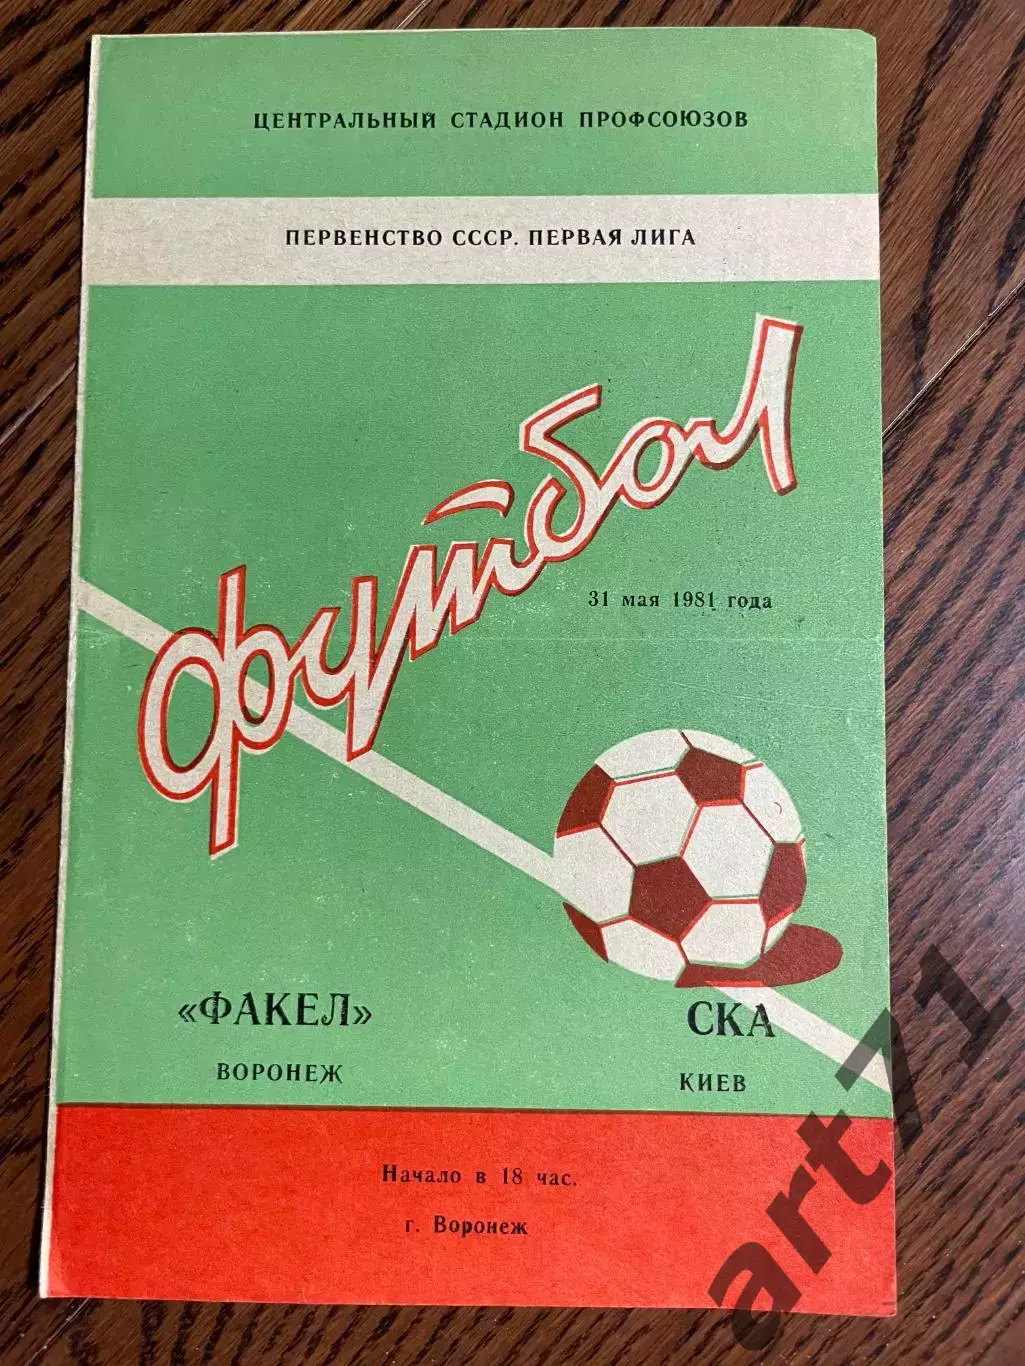 ЦЕНТРАЛЬНЫЙ СТАДИОН ПРОФСОЮЗОВ
ПЕРВЕНСТВО СССР. ПЕРВАЯ ЛИГА
футбол
31 мая 1981 года
«ФАКЕЛ»
ВОРОНЕЖ
СКА
КИЕВ
Начало в 18 час.
г. Воронеж
art71